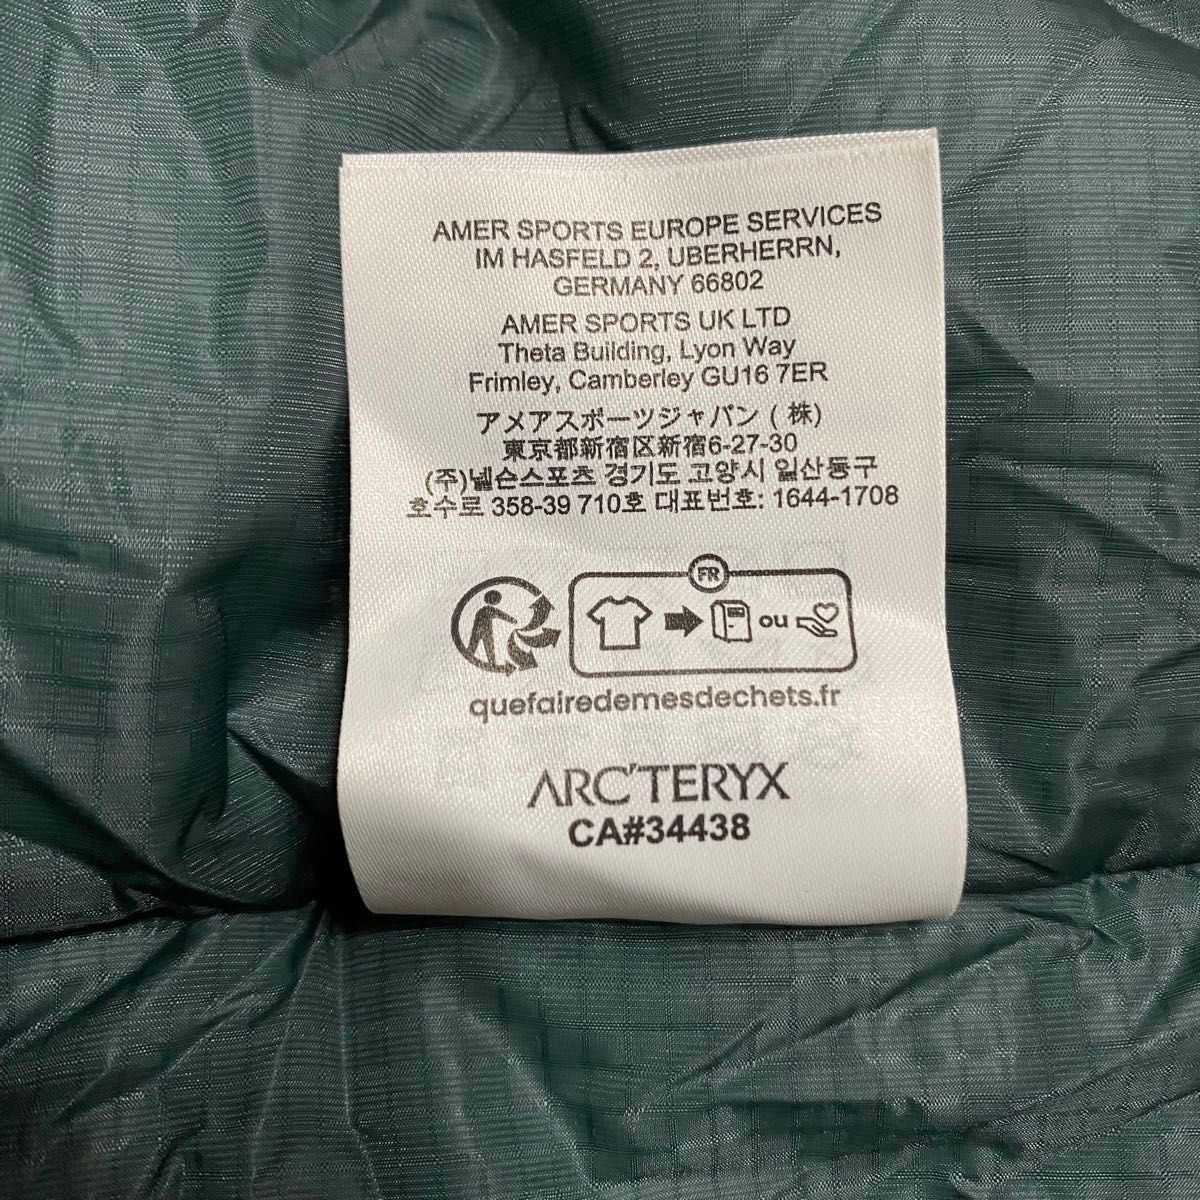 AMER SPORTS EUROPE SERVICES
IM HASFELD 2, UBERHERRN,
GERMANY 66802
AMER SPORTS UK LTD
Theta Building, Lyon Way
Frimley, Camberley GU16 7ER
アメアスポーツジャパン ( 株)
東京都新宿区新宿6-27-30
(주)넬슨스포츠 경기도 고양시 일산동구
호수로 358-39 710호 대표번호: 1644-1708
FR
ou
quefairedemesdechets.fr
ARC'TERYX
CA#34438